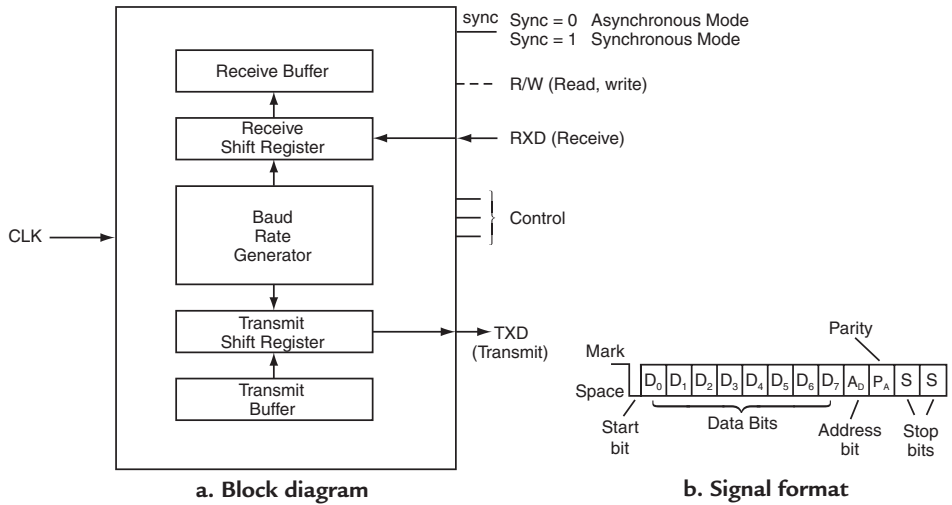 sync
Sync = 0 Asynchronous Mode
Sync = 1 Synchronous Mode
Receive Buffer
R/W (Read, write)
Receive
Shift Register
RXD (Receive)
Baud
Rate
Generator
Control
CLK
Transmit
Shift Register
TXD
(Transmit)
Transmit
Buffer
a. Block diagram
Parity
Mark
Space
D0 D1 D2 D3 D4 D5 D6 D7 AD PA S S
Start
bit
Data Bits
Address
bit
Stop
bits
b. Signal format